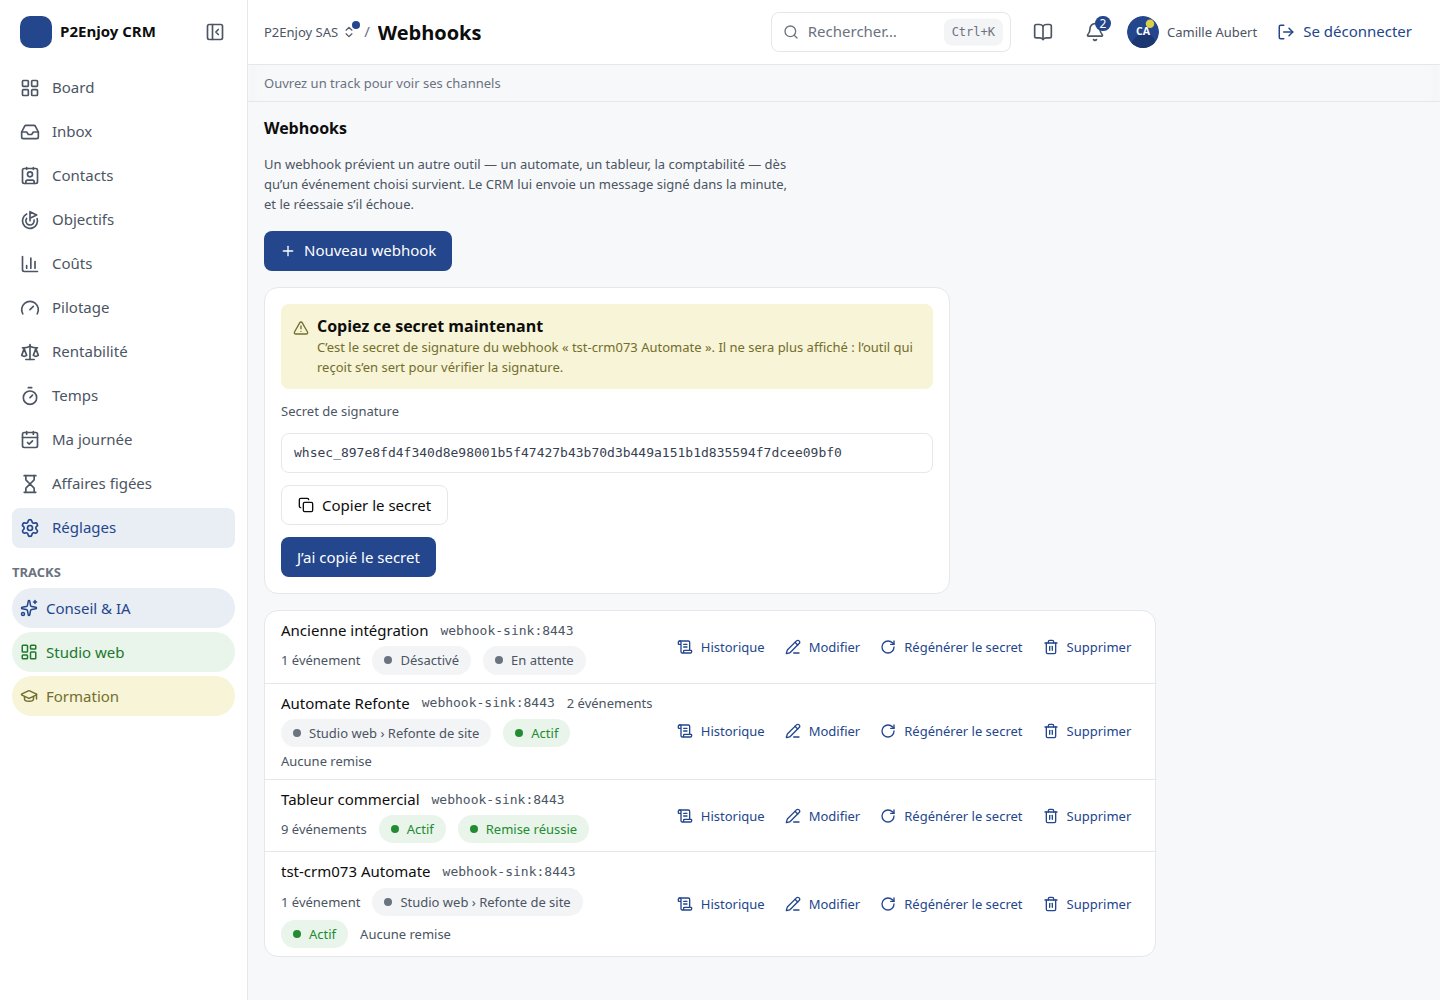 P2Enjoy CRM
Board
Inbox
Contacts
Objectifs
Coûts
Pilotage
Rentabilité
Temps
Ma journée
Affaires figées
Réglages
TRACKS
Conseil & IA
Studio web
Formation
P2Enjoy SAS / Webhooks
Rechercher... Ctrl+K
2
CA Camille Aubert
Se déconnecter
Ouvrez un track pour voir ses channels
Webhooks
Un webhook prévient un autre outil — un automate, un tableur, la comptabilité — dès
qu’un événement choisi survient. Le CRM lui envoie un message signé dans la minute,
et le réessaie s’il échoue.
Nouveau webhook
Copiez ce secret maintenant
C’est le secret de signature du webhook « tst-crm073 Automate ». Il ne sera plus affiché : l’outil qui
reçoit s’en sert pour vérifier la signature.
Secret de signature
whsec_897e8fd4f340d8e98001b5f47427b43b70d3b449a151b1d835594f7dcee09bf0
Copier le secret
J’ai copié le secret
Ancienne intégration webhook-sink:8443
1 événement Désactivé En attente
Historique Modifier Régénérer le secret Supprimer
Automate Refonte webhook-sink:8443 2 événements
Studio web › Refonte de site Actif
Aucune remise
Historique Modifier Régénérer le secret Supprimer
Tableur commercial webhook-sink:8443
9 événements Actif Remise réussie
Historique Modifier Régénérer le secret Supprimer
tst-crm073 Automate webhook-sink:8443
1 événement Studio web › Refonte de site
Actif Aucune remise
Historique Modifier Régénérer le secret Supprimer